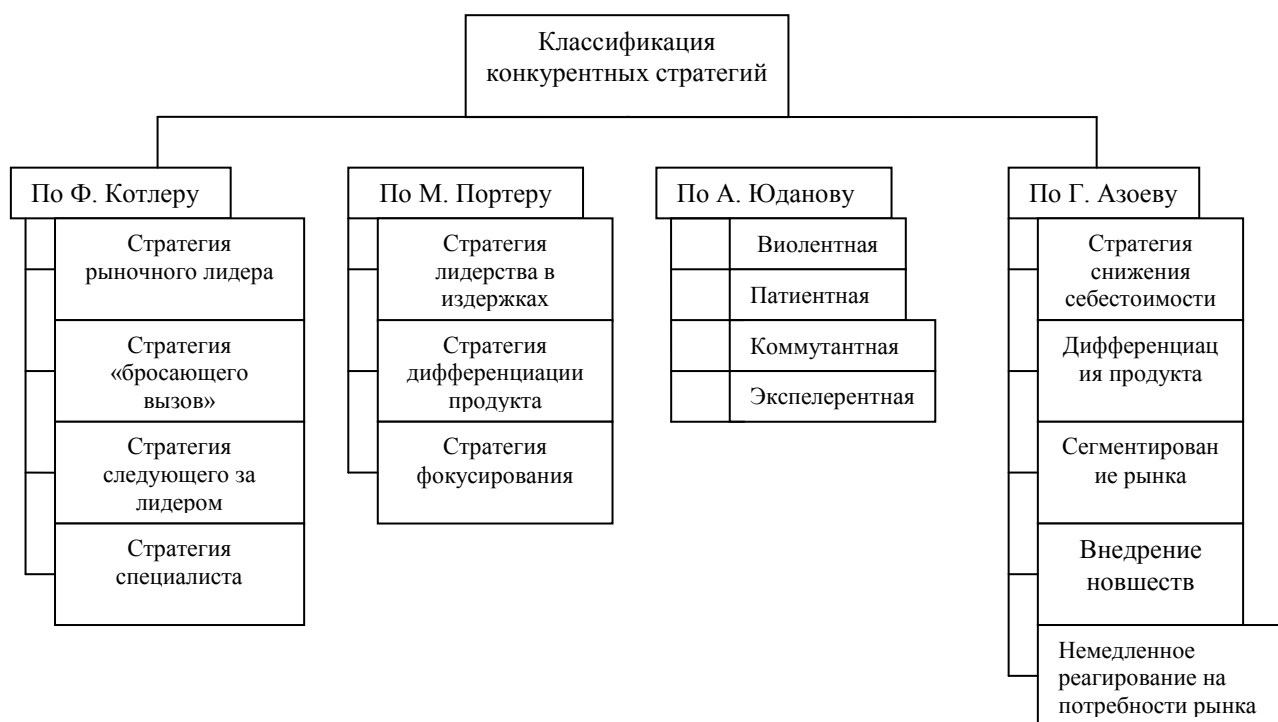 Классификация
конкурентных стратегий
По Ф. Котлеру
Стратегия
рыночного лидера
Стратегия
«бросающего
вызов»
Стратегия
следующего за
лидером
Стратегия
специалиста
По М. Портеру
Стратегия
лидерства в
издержках
Стратегия
дифференциации
продукта
Стратегия
фокусирования
По А. Юданову
Виолентная
Патиентная
Коммутантная
Экспелерентная
По Г. Азоеву
Стратегия
снижения
себестоимости
Дифференциац
ия продукта
Сегментирован
ие рынка
Внедрение
новшеств
Немедленное
реагирование на
потребности рынка